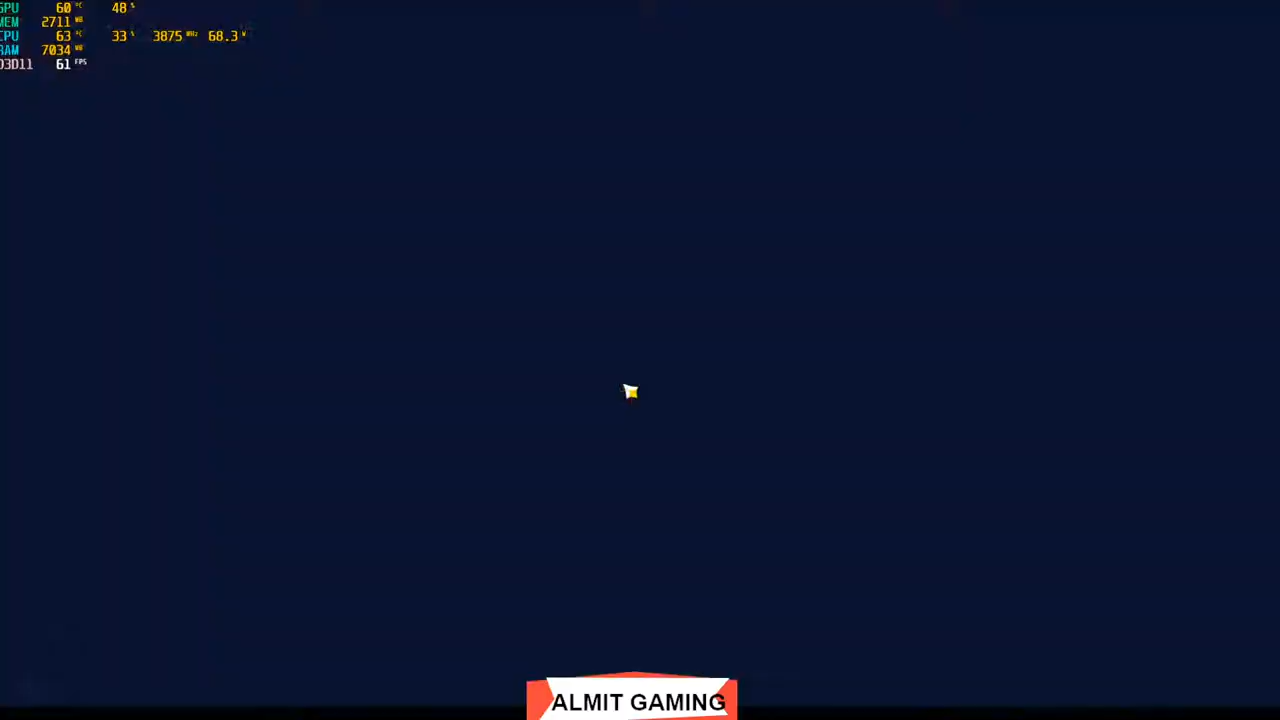 GPU 60 °C 48 %
MEM 2711 MB
CPU 63 °C 33 % 3875 MHz 68.3 W
RAM 7034 MB
D3D11 61 FPS
ALMIT GAMING